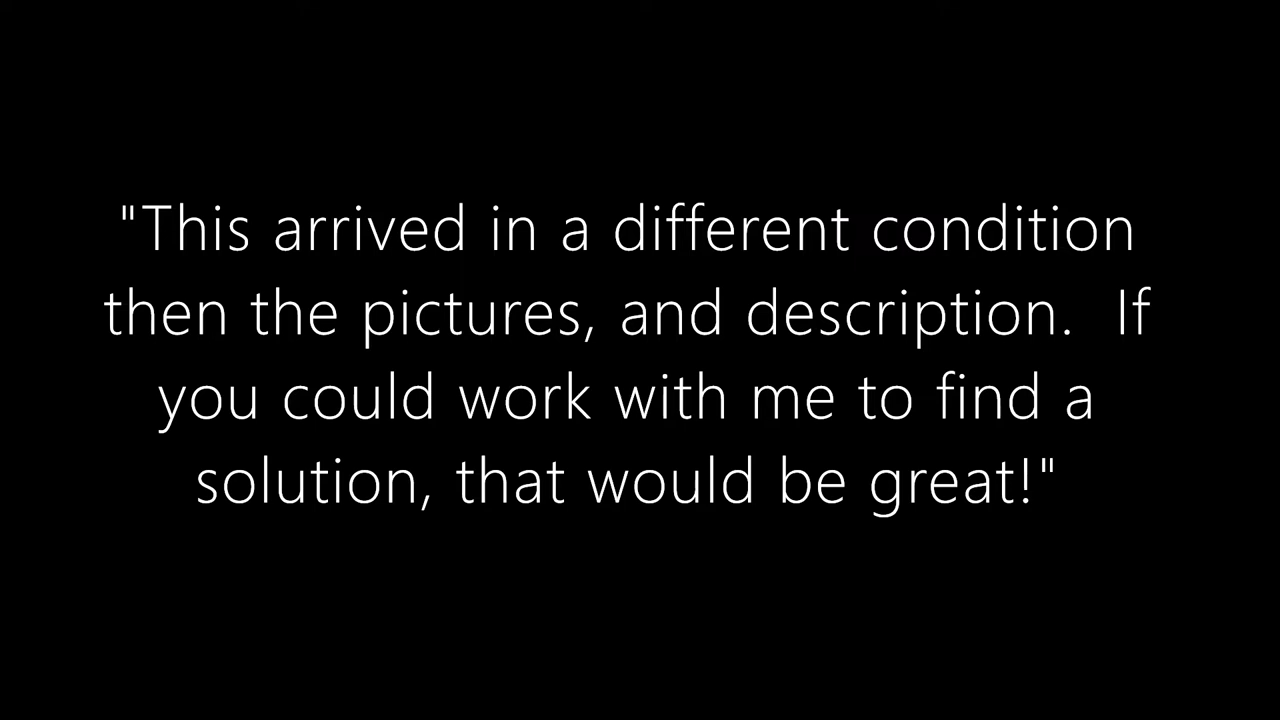 "This arrived in a different condition
then the pictures, and description.  If
you could work with me to find a
solution, that would be great!"